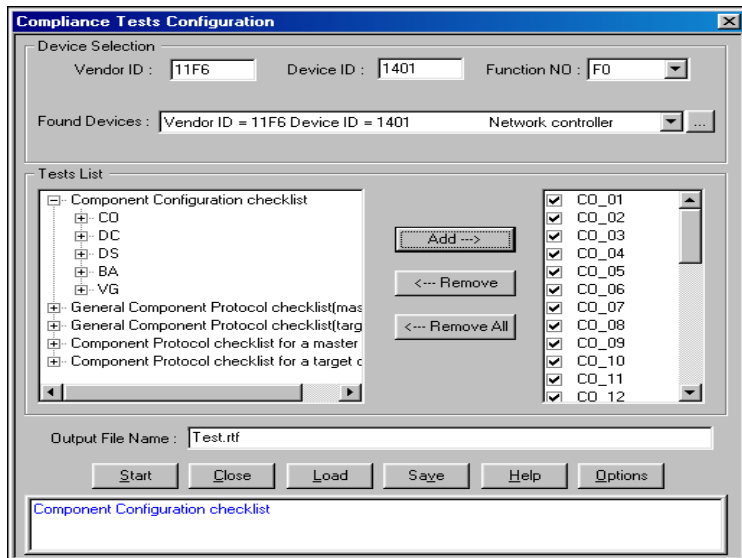 Compliance Tests Configuration
Device Selection
Vendor ID : 11F6 Device ID : 1401 Function NO : F0
Found Devices : Vendor ID = 11F6 Device ID = 1401 Network controller ...
Tests List
Component Configuration checklist
CO
DC
DS
BA
VG
General Component Protocol checklist(mas
General Component Protocol checklist(targ
Component Protocol checklist for a master
Component Protocol checklist for a target c
Add --->
<--- Remove
<--- Remove All
CO_01
CO_02
CO_03
CO_04
CO_05
CO_06
CO_07
CO_08
CO_09
CO_10
CO_11
CO_12
Output File Name : Test.rtf
Start Close Load Save Help Options
Component Configuration checklist